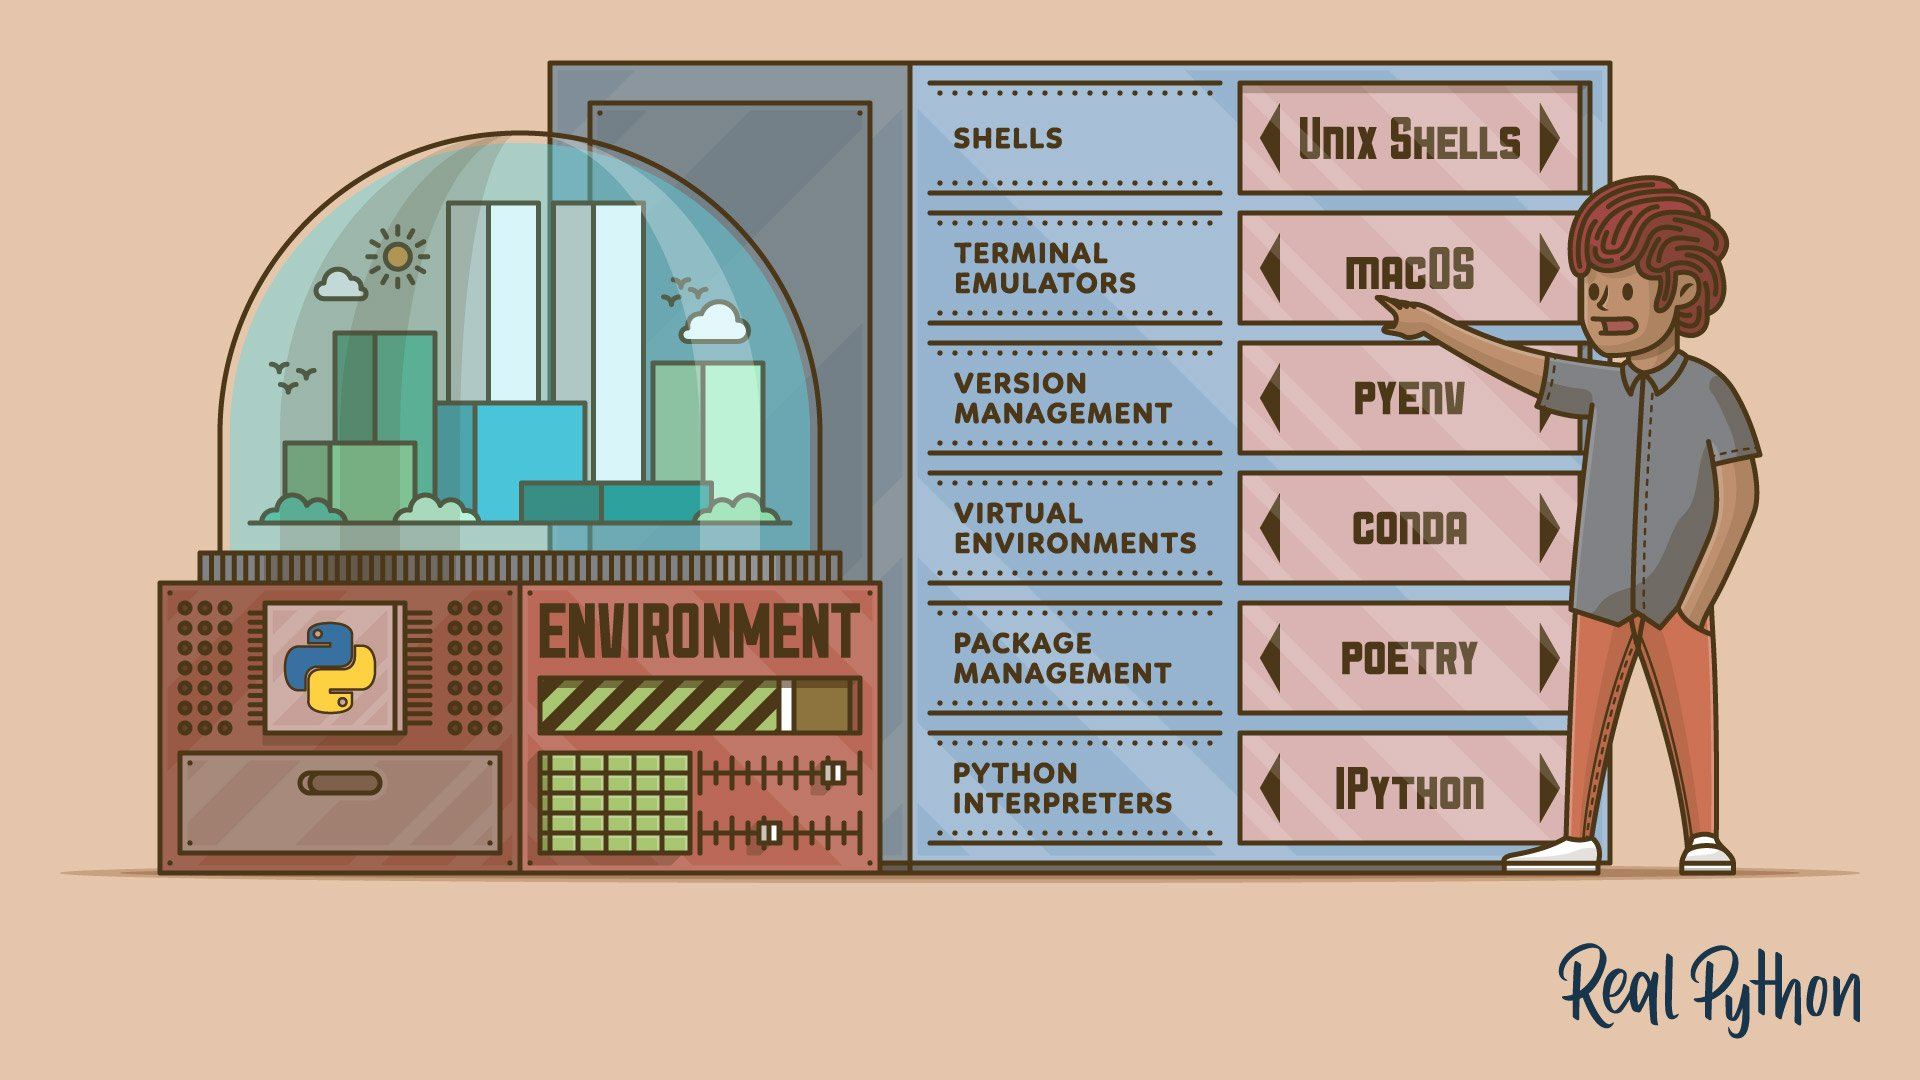 SHELLS
Unix Shells
TERMINAL
EMULATORS
macOS
VERSION
MANAGEMENT
PYENV
VIRTUAL
ENVIRONMENTS
CONDA
ENVIRONMENT
PACKAGE
MANAGEMENT
POETRY
PYTHON
INTERPRETERS
IPython
Real Python